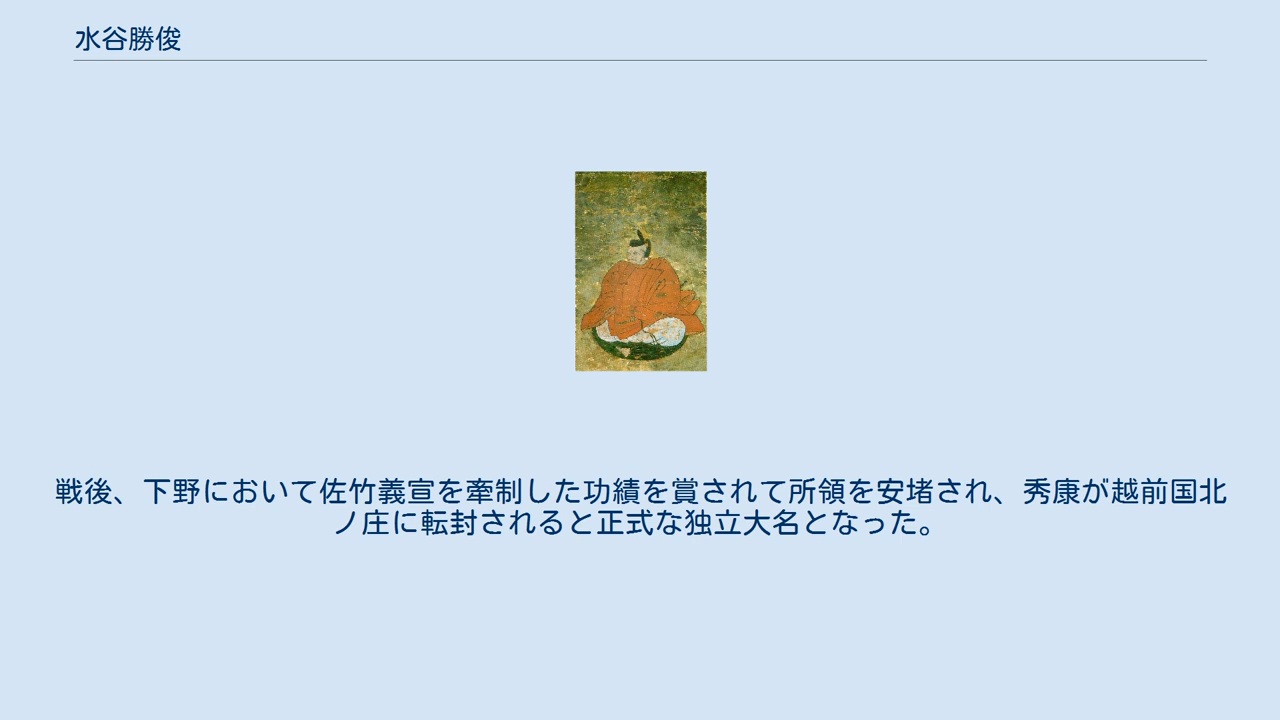 水谷勝俊
戦後、下野において佐竹義宣を牽制した功績を賞されて所領を安堵され、秀康が越前国北
ノ庄に転封されると正式な独立大名となった。